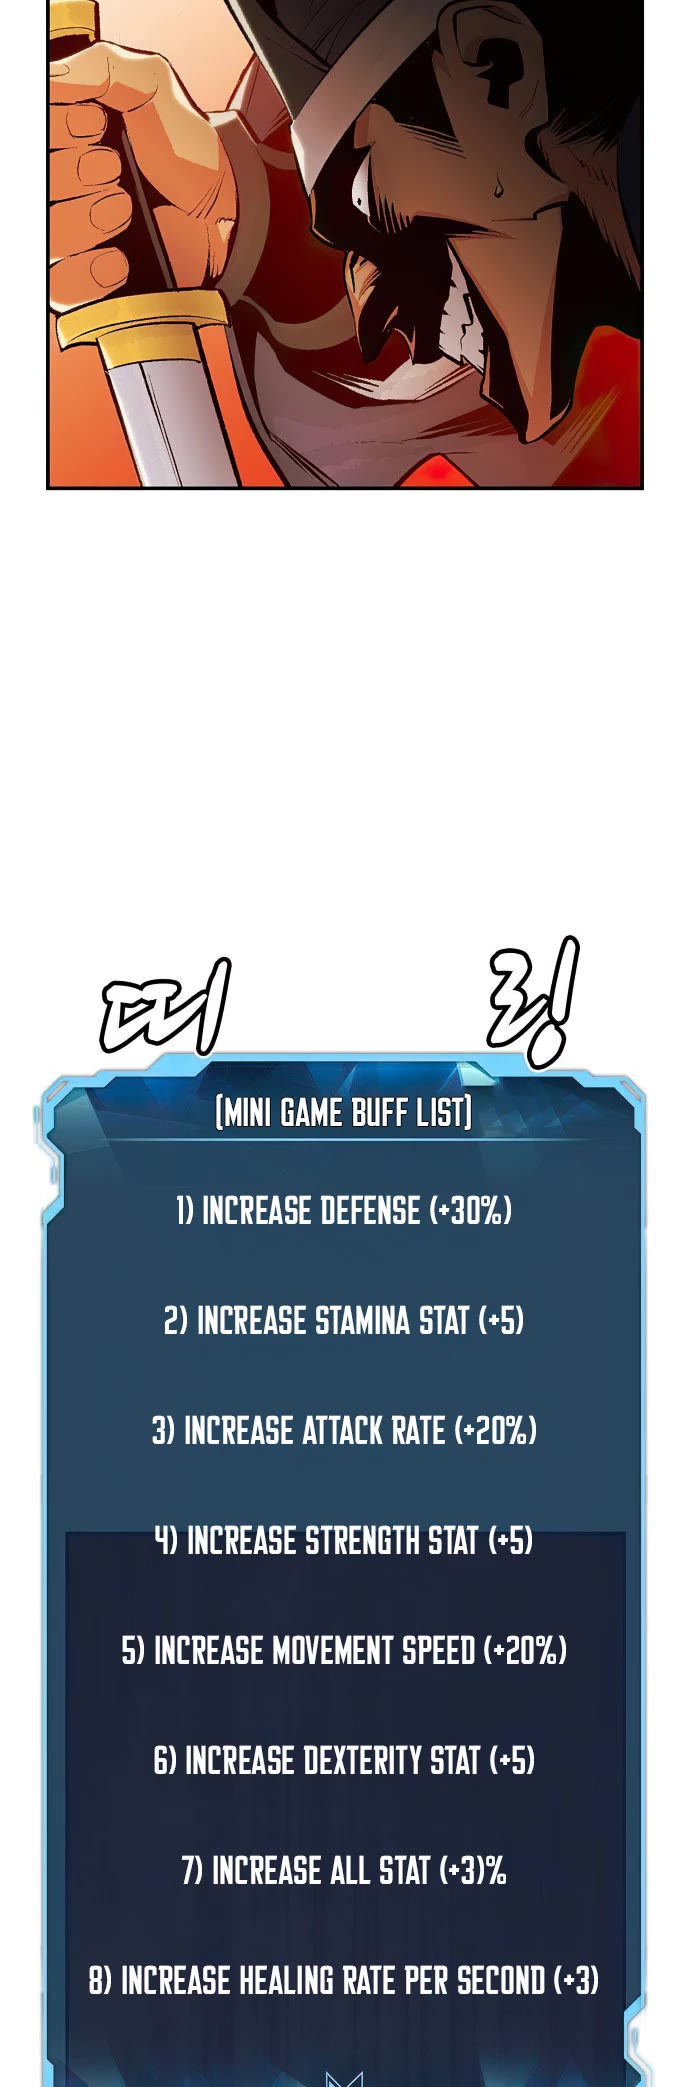 띠 링!
[MINI GAME BUFF LIST]
1) INCREASE DEFENSE (+30%)
2) INCREASE STAMINA STAT (+5)
3) INCREASE ATTACK RATE (+20%)
4) INCREASE STRENGTH STAT (+5)
5) INCREASE MOVEMENT SPEED (+20%)
6) INCREASE DEXTERITY STAT (+5)
7) INCREASE ALL STAT (+3)%
8) INCREASE HEALING RATE PER SECOND (+3)